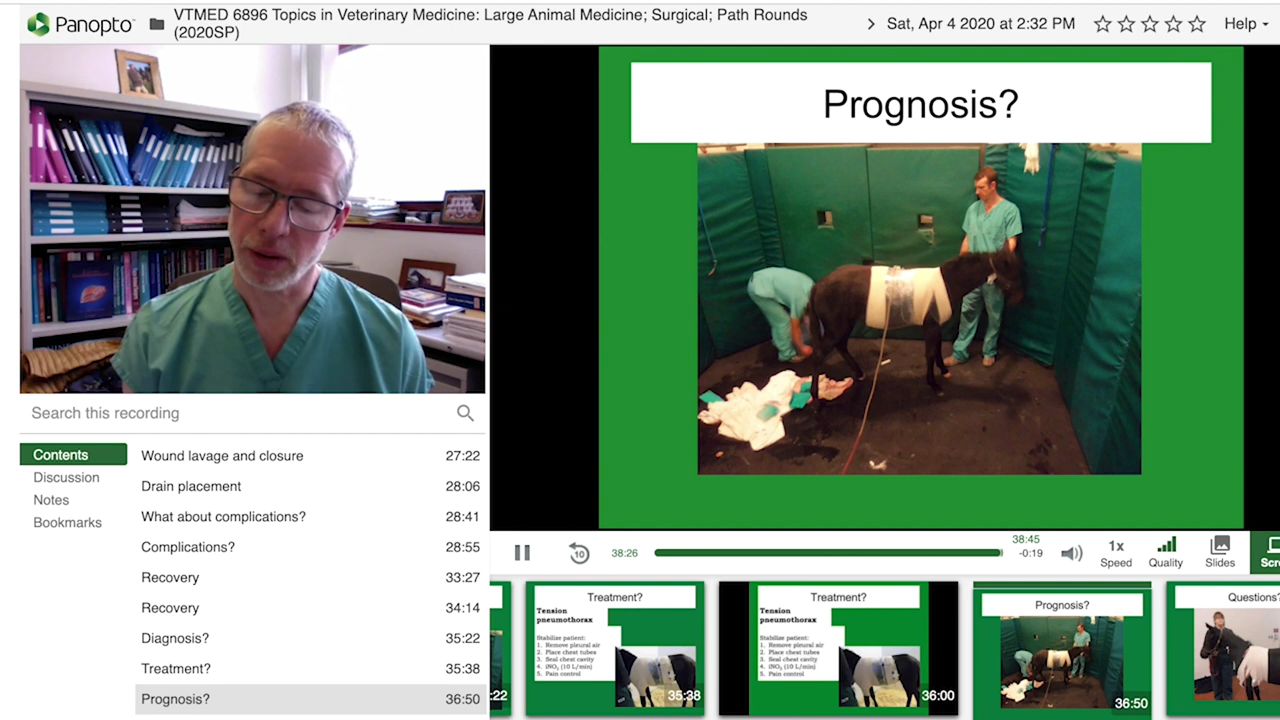 Panopto
VTMED 6896 Topics in Veterinary Medicine: Large Animal Medicine; Surgical; Path Rounds
(2020SP)
Sat, Apr 4 2020 at 2:32 PM
Help
Prognosis?
Search this recording
Contents
Discussion
Notes
Bookmarks
Wound lavage and closure 27:22
Drain placement 28:06
What about complications? 28:41
Complications? 28:55
Recovery 33:27
Recovery 34:14
Diagnosis? 35:22
Treatment? 35:38
Prognosis? 36:50
10
38:26
38:45
-0:19
1x
Speed
Quality
Slides
Scre
:22
Treatment?
Tension
pneumothorax
Stabilize patient:
1. Remove pleural air
2. Place chest tubes
3. Seal chest cavity
4. iNO₂ (10 L/min)
5. Pain control
35:38
Treatment?
Tension
pneumothorax
Stabilize patient:
1. Remove pleural air
2. Place chest tubes
3. Seal chest cavity
4. iNO₂ (10 L/min)
5. Pain control
36:00
Prognosis?
36:50
Questions?